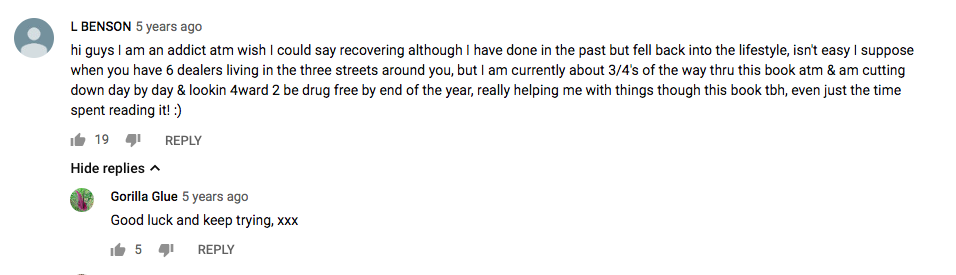 L BENSON 5 years ago
hi guys I am an addict atm wish I could say recovering although I have done in the past but fell back into the lifestyle, isn't easy I suppose
when you have 6 dealers living in the three streets around you, but I am currently about 3/4's of the way thru this book atm & am cutting
down day by day & lookin 4ward 2 be drug free by end of the year, really helping me with things though this book tbh, even just the time
spent reading it! :)
19 REPLY
Hide replies
Gorilla Glue 5 years ago
Good luck and keep trying, xxx
5 REPLY